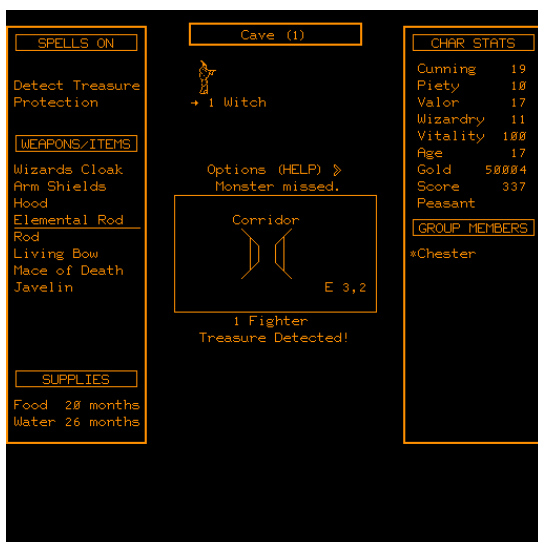 SPELLS ON
Detect Treasure
Protection
WEAPONS/ITEMS
Wizards Cloak
Arm Shields
Hood
Elemental Rod
Rod
Living Bow
Mace of Death
Javelin
SUPPLIES
Food 20 months
Water 26 months
Cave (1)
→ 1 Witch
Options (HELP) »
Monster missed.
Corridor
E 3,2
1 Fighter
Treasure Detected!
CHAR STATS
Cunning 19
Piety 10
Valor 17
Wizardry 11
Vitality 100
Age 17
Gold 50004
Score 337
Peasant
GROUP MEMBERS
*Chester